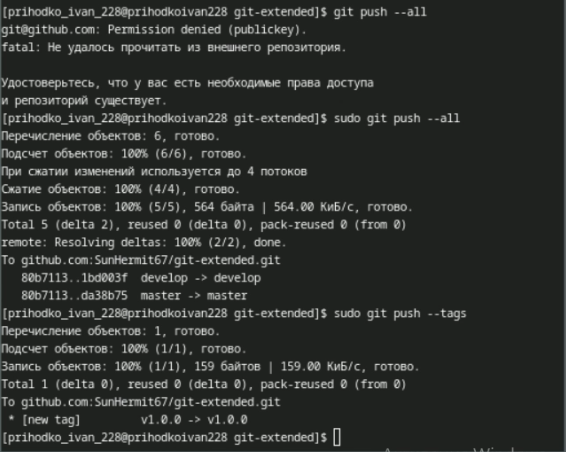 [prihodko_ivan_228@prihodkoivan228 git-extended]$ git push --all
git@github.com: Permission denied (publickey).
fatal: Не удалось прочитать из внешнего репозитория.

Удостоверьтесь, что у вас есть необходимые права доступа
и репозиторий существует.
[prihodko_ivan_228@prihodkoivan228 git-extended]$ sudo git push --all
Перечисление объектов: 6, готово.
Подсчет объектов: 100% (6/6), готово.
При сжатии изменений используется до 4 потоков
Сжатие объектов: 100% (4/4), готово.
Запись объектов: 100% (5/5), 564 байта | 564.00 КиБ/с, готово.
Total 5 (delta 2), reused 0 (delta 0), pack-reused 0 (from 0)
remote: Resolving deltas: 100% (2/2), done.
To github.com:SunHermit67/git-extended.git
   80b7113..1bd003f  develop -> develop
   80b7113..da38b75  master -> master
[prihodko_ivan_228@prihodkoivan228 git-extended]$ sudo git push --tags
Перечисление объектов: 1, готово.
Подсчет объектов: 100% (1/1), готово.
Запись объектов: 100% (1/1), 159 байтов | 159.00 КиБ/с, готово.
Total 1 (delta 0), reused 0 (delta 0), pack-reused 0 (from 0)
To github.com:SunHermit67/git-extended.git
 * [new tag]         v1.0.0 -> v1.0.0
[prihodko_ivan_228@prihodkoivan228 git-extended]$